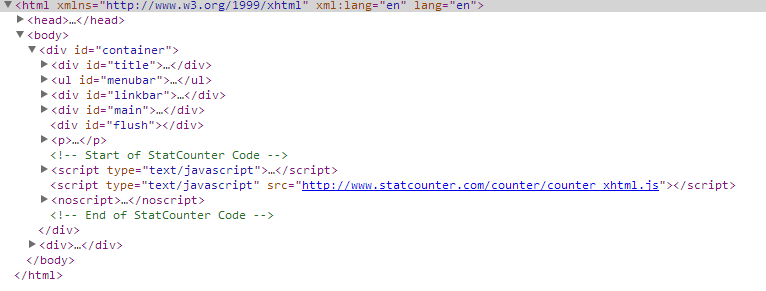 <html xmlns="http://www.w3.org/1999/xhtml" xml:lang="en" lang="en">
<head>…</head>
<body>
<div id="container">
<div id="title">…</div>
<ul id="menubar">…</ul>
<div id="linkbar">…</div>
<div id="main">…</div>
<div id="flush"></div>
<p>…</p>
<!-- Start of StatCounter Code -->
<script type="text/javascript">…</script>
<script type="text/javascript" src="http://www.statcounter.com/counter/counter_xhtml.js"></script>
<noscript>…</noscript>
<!-- End of StatCounter Code -->
</div>
<div>…</div>
</body>
</html>